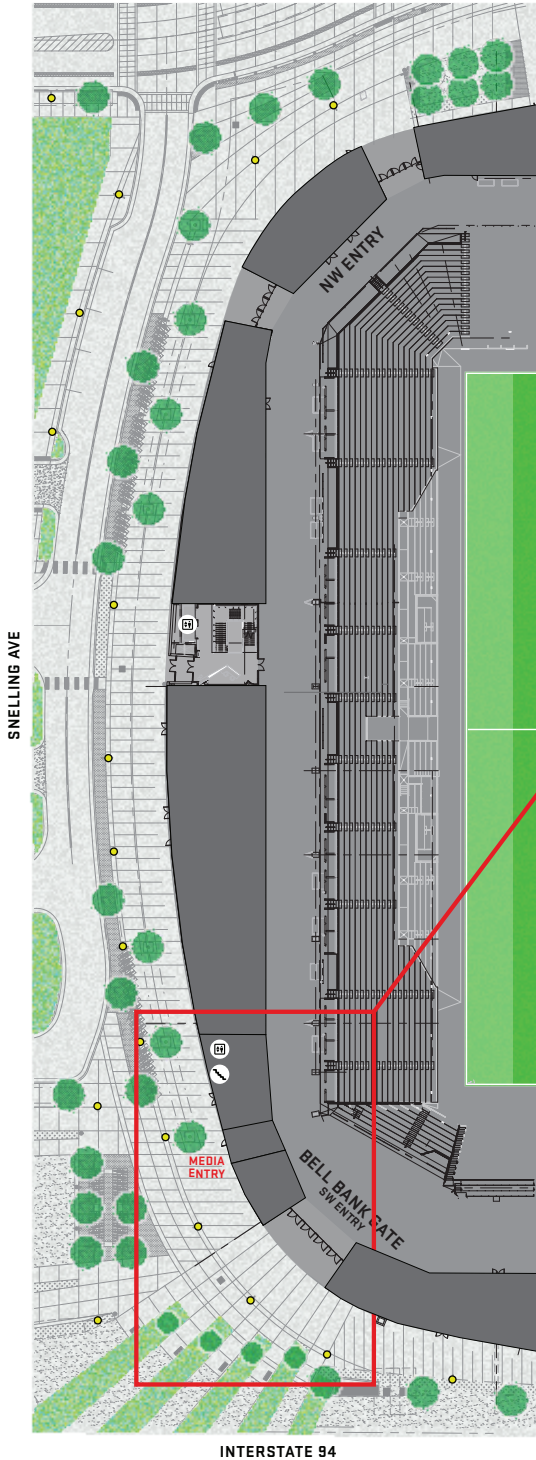 NW ENTRY
SNELLING AVE
MEDIA
ENTRY
BELL BANK GATE
SW ENTRY
INTERSTATE 94